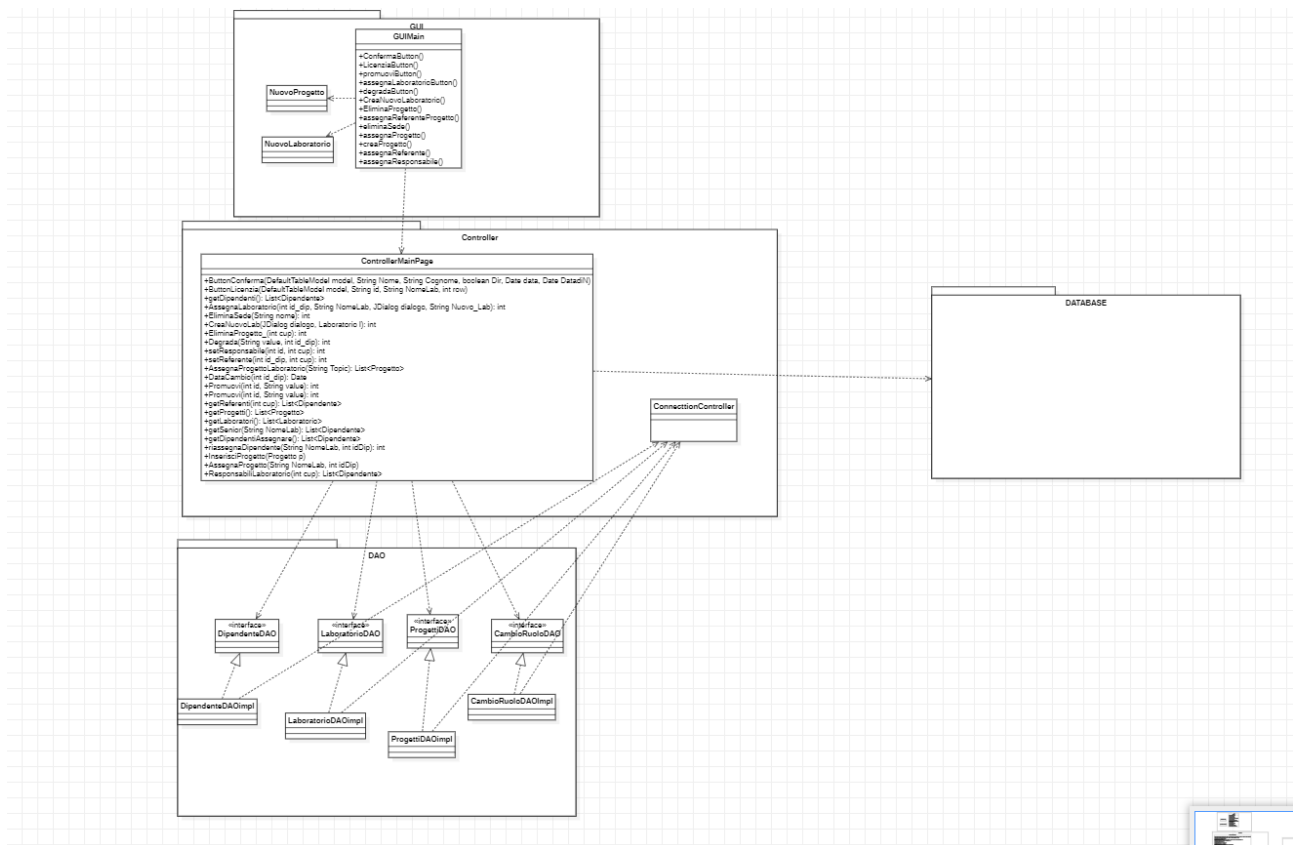 GUI
GUIMain
+ConfermaButton()
+LicenziaButton()
+promuoviButton()
+assegnaLaboratorioButton()
+degradaButton()
+CreaNuovoLaboratorio()
+EliminaProgetto()
+assegnaReferenteProgetto()
+eliminaSede()
+assegnaProgetto()
+creaProgetto()
+assegnaReferente()
+assegnaResponsabile()
NuovoProgetto
NuovoLaboratorio
Controller
ControllerMainPage
+ButtonConferma(DefaultTableModel model, String Nome, String Cognome, boolean Dir, Date data, Date DatadiN)
+ButtonLicenzia(DefaultTableModel model, String id, String NomeLab, int row)
+getDipendenti(): List<Dipendente>
+AssegnaLaboratorio(int id_dip, String NomeLab, JDialog dialogo, String Nuovo_Lab): int
+EliminaSede(String nome): int
+CreaNuovoLab(JDialog dialogo, Laboratorio l): int
+EliminaProgetto_(int cup): int
+Degrada(String value, int id_dip): int
+setResponsabile(int id, int cup): int
+setReferente(int id_dip, int cup): int
+AssegnaProgettoLaboratorio(String Topic): List<Progetto>
+DataCambio(int id_dip): Date
+Promuovi(int id, String value): int
+Promuovi(int id, String value): int
+getReferenti(int cup): List<Dipendente>
+getProgetti(): List<Progetto>
+getLaboratori(): List<Laboratorio>
+getSenior(String NomeLab): List<Dipendente>
+getDipendentiAssegnare(): List<Dipendente>
+riassegnaDipendente(String NomeLab, int idDip): int
+InserisciProgetto(Progetto p)
+AssegnaProgetto(String NomeLab, int idDip)
+ResponsabiliLaboratorio(int cup): List<Dipendente>
ConnecttionController
DATABASE
DAO
«interface»
DipendenteDAO
«interface»
LaboratorioDAO
«interface»
ProgettiDAO
«interface»
CambioRuoloDAO
DipendenteDAOimpl
LaboratorioDAOimpl
ProgettiDAOimpl
CambioRuoloDAOImpl